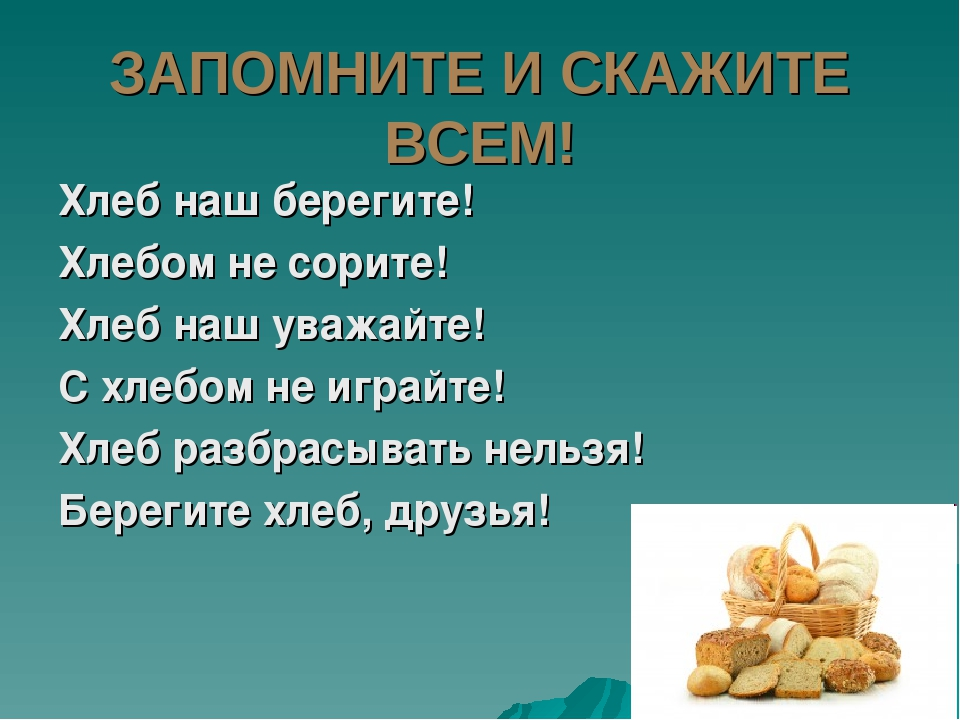 ЗАПОМНИТЕ И СКАЖИТЕ
ВСЕМ!
Хлеб наш берегите!
Хлебом не сорите!
Хлеб наш уважайте!
С хлебом не играйте!
Хлеб разбрасывать нельзя!
Берегите хлеб, друзья!